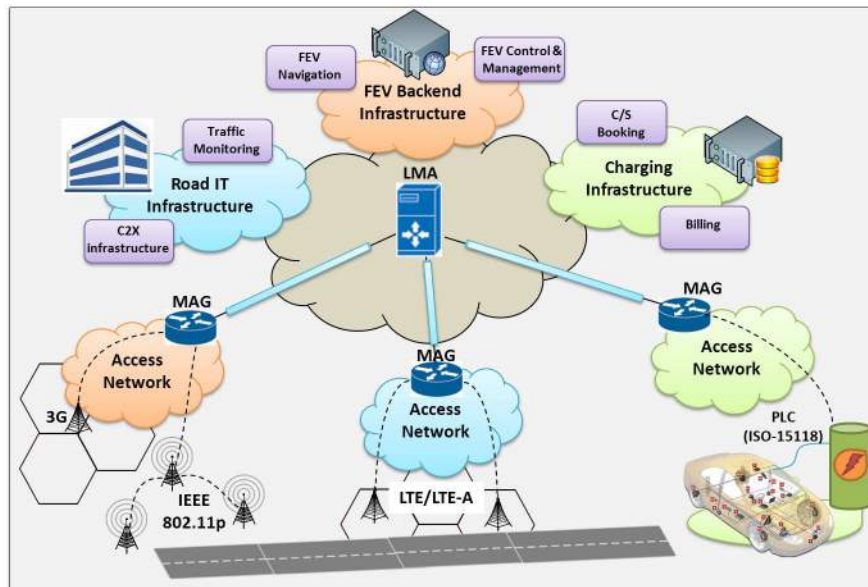 FEV
Navigation
FEV Control &
Management
FEV Backend
Infrastructure
C/S
Booking
Traffic
Monitoring
Road IT
Infrastructure
LMA
Charging
Infrastructure
C2X
infrastructure
Billing
MAG
MAG
MAG
Access
Network
Access
Network
Access
Network
3G
PLC
(ISO-15118)
IEEE
802.11p
LTE/LTE-A